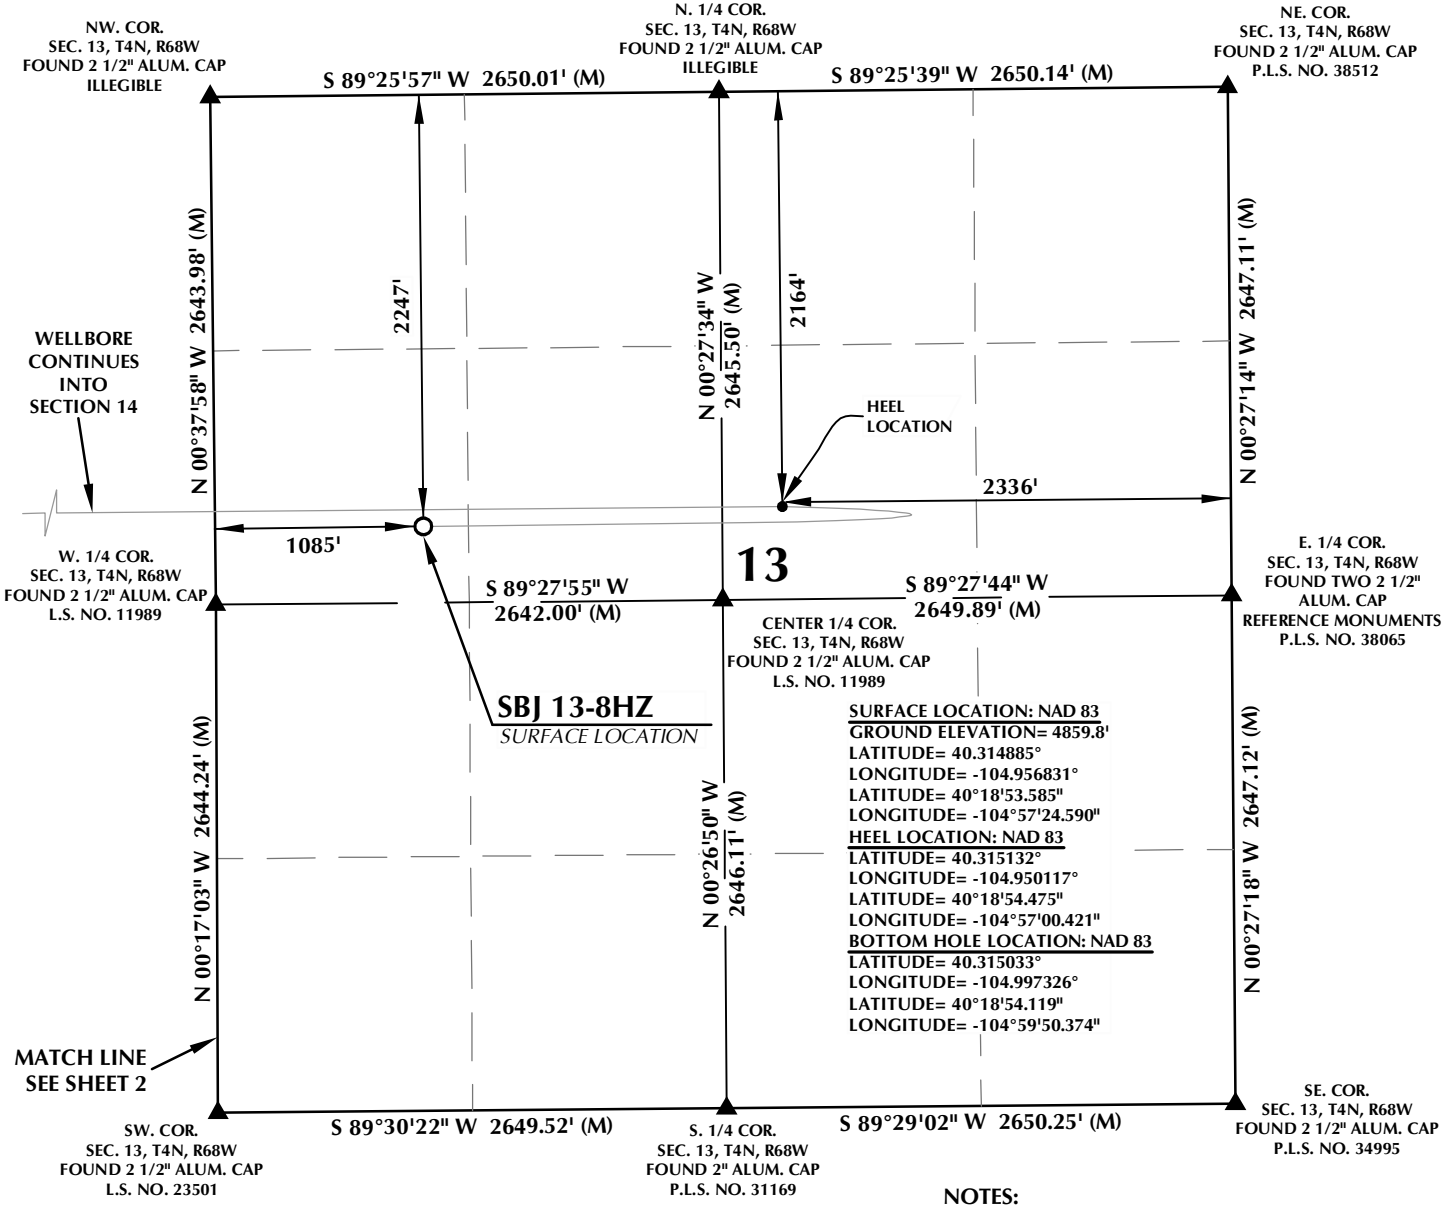 NW. COR.
SEC. 13, T4N, R68W
FOUND 2 1/2" ALUM. CAP
ILLEGIBLE
N. 1/4 COR.
SEC. 13, T4N, R68W
FOUND 2 1/2" ALUM. CAP
ILLEGIBLE
NE. COR.
SEC. 13, T4N, R68W
FOUND 2 1/2" ALUM. CAP
P.L.S. NO. 38512
S 89°25'57" W 2650.01' (M)
S 89°25'39" W 2650.14' (M)
N 00°37'58" W 2643.98' (M)
2247'
N 00°27'34" W
2645.50' (M)
2164'
N 00°27'14" W 2647.11' (M)
WELLBORE
CONTINUES
INTO
SECTION 14
HEEL
LOCATION
2336'
1085'
13
W. 1/4 COR.
SEC. 13, T4N, R68W
FOUND 2 1/2" ALUM. CAP
L.S. NO. 11989
S 89°27'55" W
2642.00' (M)
S 89°27'44" W
2649.89' (M)
E. 1/4 COR.
SEC. 13, T4N, R68W
FOUND TWO 2 1/2"
ALUM. CAP
REFERENCE MONUMENTS
P.L.S. NO. 38065
CENTER 1/4 COR.
SEC. 13, T4N, R68W
FOUND 2 1/2" ALUM. CAP
L.S. NO. 11989
SBJ 13-8HZ
SURFACE LOCATION
SURFACE LOCATION: NAD 83
GROUND ELEVATION= 4859.8'
LATITUDE= 40.314885°
LONGITUDE= -104.956831°
LATITUDE= 40°18'53.585"
LONGITUDE= -104°57'24.590"
HEEL LOCATION: NAD 83
LATITUDE= 40.315132°
LONGITUDE= -104.950117°
LATITUDE= 40°18'54.475"
LONGITUDE= -104°57'00.421"
BOTTOM HOLE LOCATION: NAD 83
LATITUDE= 40.315033°
LONGITUDE= -104.997326°
LATITUDE= 40°18'54.119"
LONGITUDE= -104°59'50.374"
N 00°17'03" W 2644.24' (M)
N 00°26'50" W
2646.11' (M)
N 00°27'18" W 2647.12' (M)
MATCH LINE
SEE SHEET 2
S 89°30'22" W 2649.52' (M)
S 89°29'02" W 2650.25' (M)
SW. COR.
SEC. 13, T4N, R68W
FOUND 2 1/2" ALUM. CAP
L.S. NO. 23501
S. 1/4 COR.
SEC. 13, T4N, R68W
FOUND 2" ALUM. CAP
P.L.S. NO. 31169
SE. COR.
SEC. 13, T4N, R68W
FOUND 2 1/2" ALUM. CAP
P.L.S. NO. 34995
NOTES: